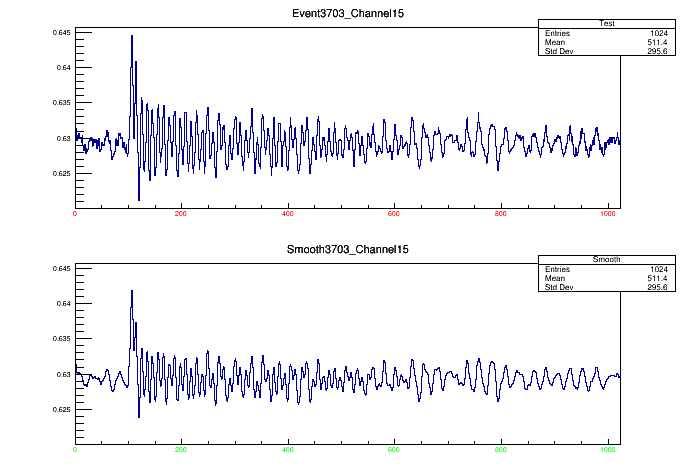 Event3703_Channel15
Test
Entries 1024
Mean 511.4
Std Dev 295.6
0.645
0.64
0.635
0.63
0.625
0 200 400 600 800 1000
Smooth3703_Channel15
Smooth
Entries 1024
Mean 511.4
Std Dev 295.6
0.645
0.64
0.635
0.63
0.625
0 200 400 600 800 1000